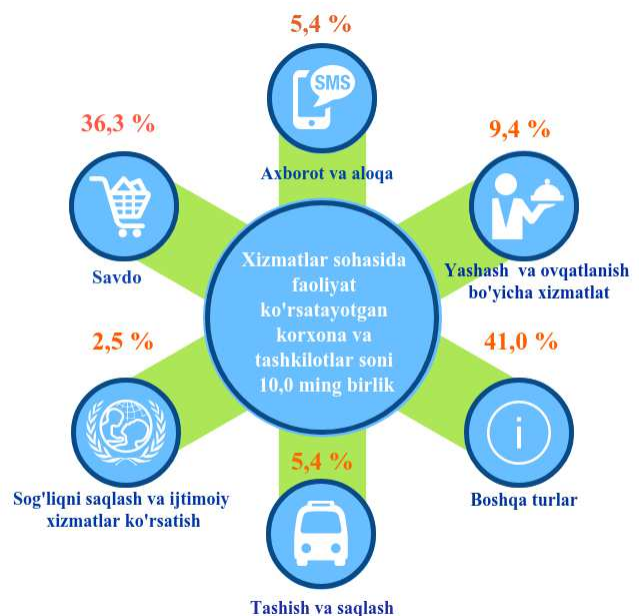 5,4 %
SMS
Axborot va aloqa
36,3 %
Savdo
9,4 %
Yashash va ovqatlanish
bo'yicha xizmatlat
Xizmatlar sohasida
faoliyat
ko'rsatayotgan
korxona va
tashkilotlar soni
10,0 ming birlik
2,5 %
Sog'liqni saqlash va ijtimoiy
xizmatlar ko'rsatish
41,0 %
i
Boshqa turlar
5,4 %
Tashish va saqlash